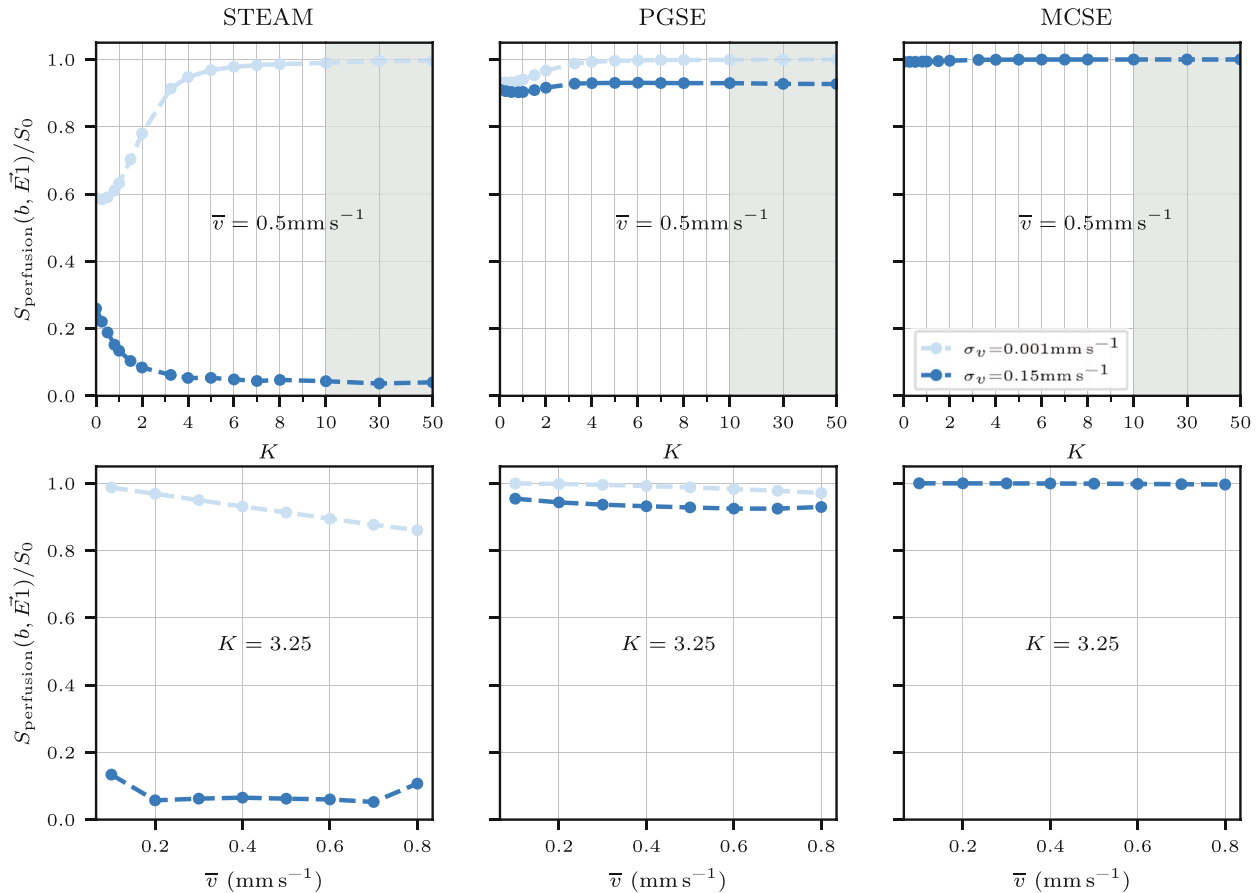 STEAM PGSE MCSE
1.0
0.8
0.6
0.4
0.2
0.0
S_perfusion(b, E⃗1)/S_0
v̅ = 0.5mm s⁻¹ v̅ = 0.5mm s⁻¹ v̅ = 0.5mm s⁻¹
σ_v=0.001mm s⁻¹
σ_v=0.15mm s⁻¹
0 2 4 6 8 10 30 50 0 2 4 6 8 10 30 50 0 2 4 6 8 10 30 50
K K K
1.0
0.8
0.6
0.4
0.2
0.0
S_perfusion(b, E⃗1)/S_0
K = 3.25 K = 3.25 K = 3.25
0.2 0.4 0.6 0.8 0.2 0.4 0.6 0.8 0.2 0.4 0.6 0.8
v̅ (mm s⁻¹) v̅ (mm s⁻¹) v̅ (mm s⁻¹)